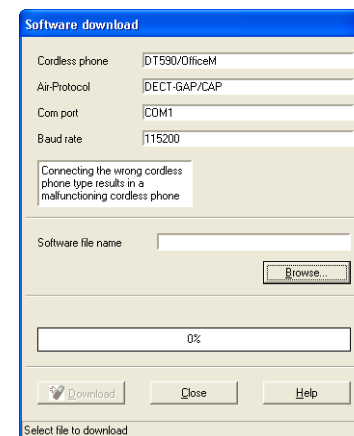 Software download
Cordless phone DT590/OfficeM
Air-Protocol DECT-GAP/CAP
Com port COM1
Baud rate 115200
Connecting the wrong cordless
phone type results in a
malfunctioning cordless phone
Software file name
Browse...
0%
Download Close Help
Select file to download